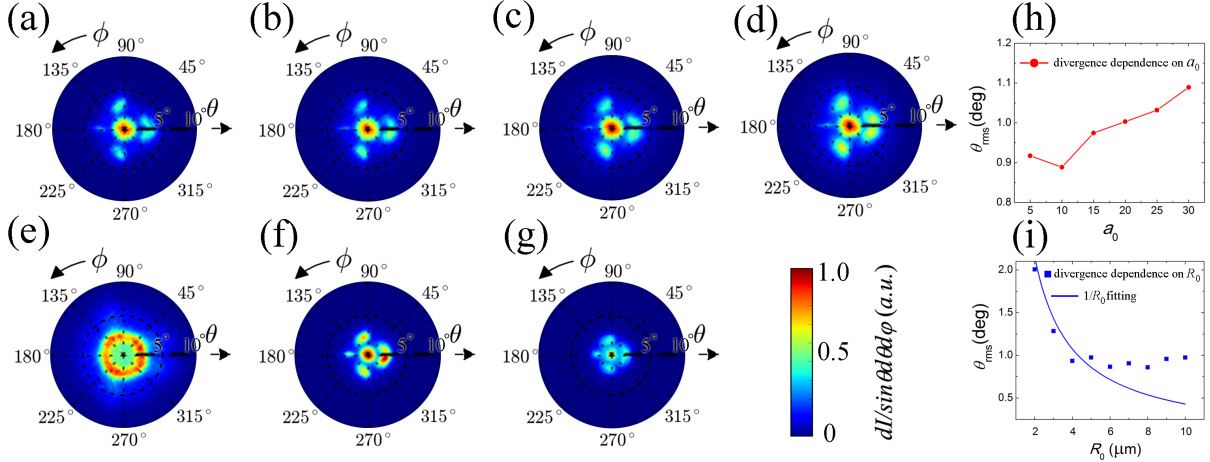 (a)
ϕ
90°
135°
45°
180°
5°
10°
θ
225°
315°
270°
(b)
ϕ
90°
135°
45°
180°
5°
10°
θ
225°
315°
270°
(c)
ϕ
90°
135°
45°
180°
5°
10°
θ
225°
315°
270°
(d)
ϕ
90°
135°
45°
180°
5°
10°
θ
225°
315°
270°
(h)
1.2
1.1
1.0
0.9
0.8
θrms(deg)
divergence dependence on a0
5 10 15 20 25 30
a0
(e)
ϕ
90°
135°
45°
180°
5°
10°
θ
225°
315°
270°
(f)
ϕ
90°
135°
45°
180°
5°
10°
θ
225°
315°
270°
(g)
ϕ
90°
135°
45°
180°
5°
10°
θ
225°
315°
270°
1.0
0.5
0
dI/sinθdθdφ(a.u.)
(i)
2.0
1.5
1.0
0.5
θrms(deg)
divergence dependence on R0
1/R0 fitting
2 4 6 8 10
R0 (μm)